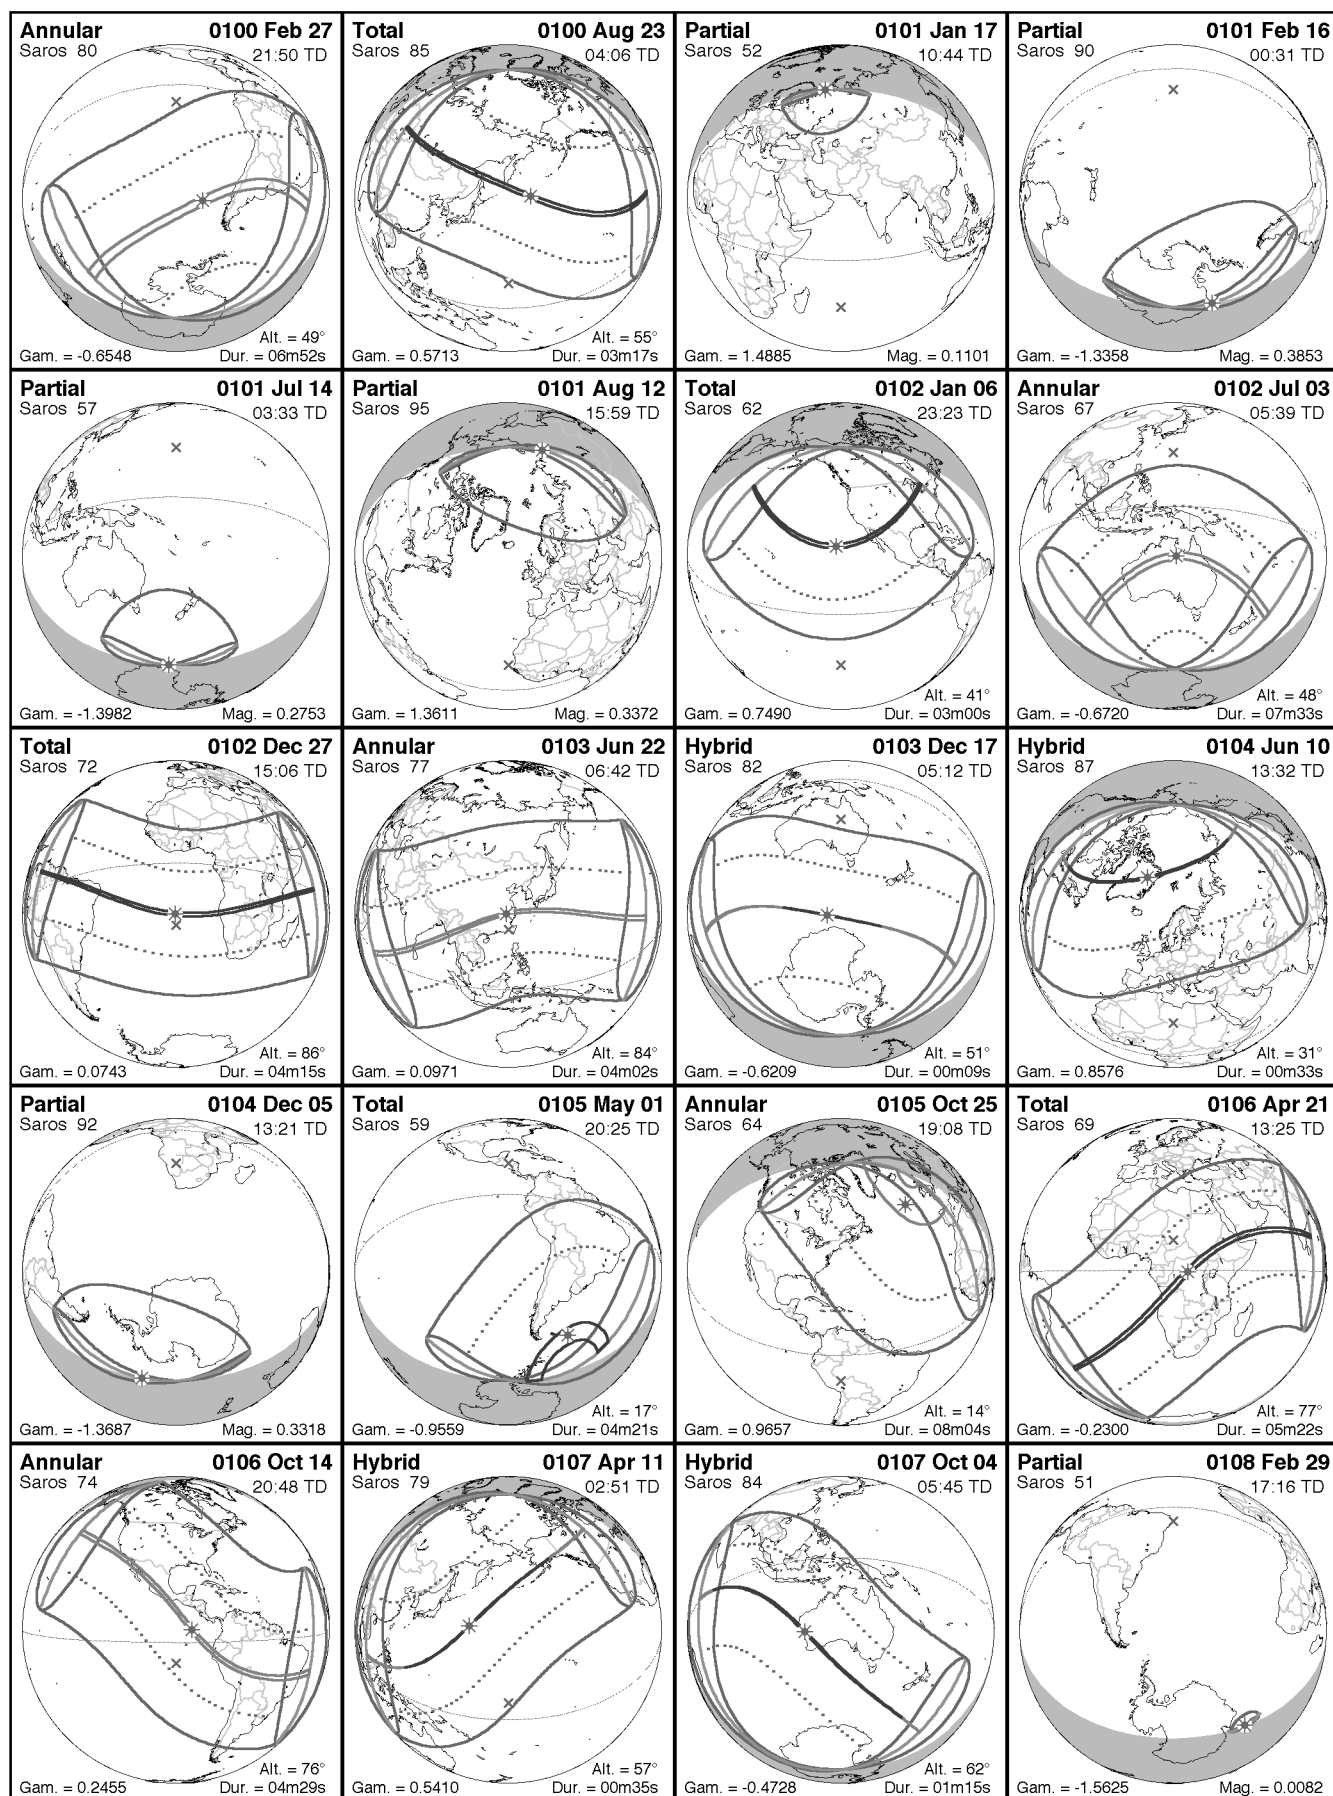 Annular 0100 Feb 27
Saros 80 21:50 TD
Alt. = 49°
Gam. = -0.6548 Dur. = 06m52s
Total 0100 Aug 23
Saros 85 04:06 TD
Alt. = 55°
Gam. = 0.5713 Dur. = 03m17s
Partial 0101 Jan 17
Saros 52 10:44 TD
Gam. = 1.4885 Mag. = 0.1101
Partial 0101 Feb 16
Saros 90 00:31 TD
Gam. = -1.3358 Mag. = 0.3853
Partial 0101 Jul 14
Saros 57 03:33 TD
Gam. = -1.3982 Mag. = 0.2753
Partial 0101 Aug 12
Saros 95 15:59 TD
Gam. = 1.3611 Mag. = 0.3372
Total 0102 Jan 06
Saros 62 23:23 TD
Alt. = 41°
Gam. = 0.7490 Dur. = 03m00s
Annular 0102 Jul 03
Saros 67 05:39 TD
Alt. = 48°
Gam. = -0.6720 Dur. = 07m33s
Total 0102 Dec 27
Saros 72 15:06 TD
Alt. = 86°
Gam. = 0.0743 Dur. = 04m15s
Annular 0103 Jun 22
Saros 77 06:42 TD
Alt. = 84°
Gam. = 0.0971 Dur. = 04m02s
Hybrid 0103 Dec 17
Saros 82 05:12 TD
Alt. = 51°
Gam. = -0.6209 Dur. = 00m09s
Hybrid 0104 Jun 10
Saros 87 13:32 TD
Alt. = 31°
Gam. = 0.8576 Dur. = 00m33s
Partial 0104 Dec 05
Saros 92 13:21 TD
Gam. = -1.3687 Mag. = 0.3318
Total 0105 May 01
Saros 59 20:25 TD
Alt. = 17°
Gam. = -0.9559 Dur. = 04m21s
Annular 0105 Oct 25
Saros 64 19:08 TD
Alt. = 14°
Gam. = 0.9657 Dur. = 08m04s
Total 0106 Apr 21
Saros 69 13:25 TD
Alt. = 77°
Gam. = -0.2300 Dur. = 05m22s
Annular 0106 Oct 14
Saros 74 20:48 TD
Alt. = 76°
Gam. = 0.2455 Dur. = 04m29s
Hybrid 0107 Apr 11
Saros 79 02:51 TD
Alt. = 57°
Gam. = 0.5410 Dur. = 00m35s
Hybrid 0107 Oct 04
Saros 84 05:45 TD
Alt. = 62°
Gam. = -0.4728 Dur. = 01m15s
Partial 0108 Feb 29
Saros 51 17:16 TD
Gam. = -1.5625 Mag. = 0.0082